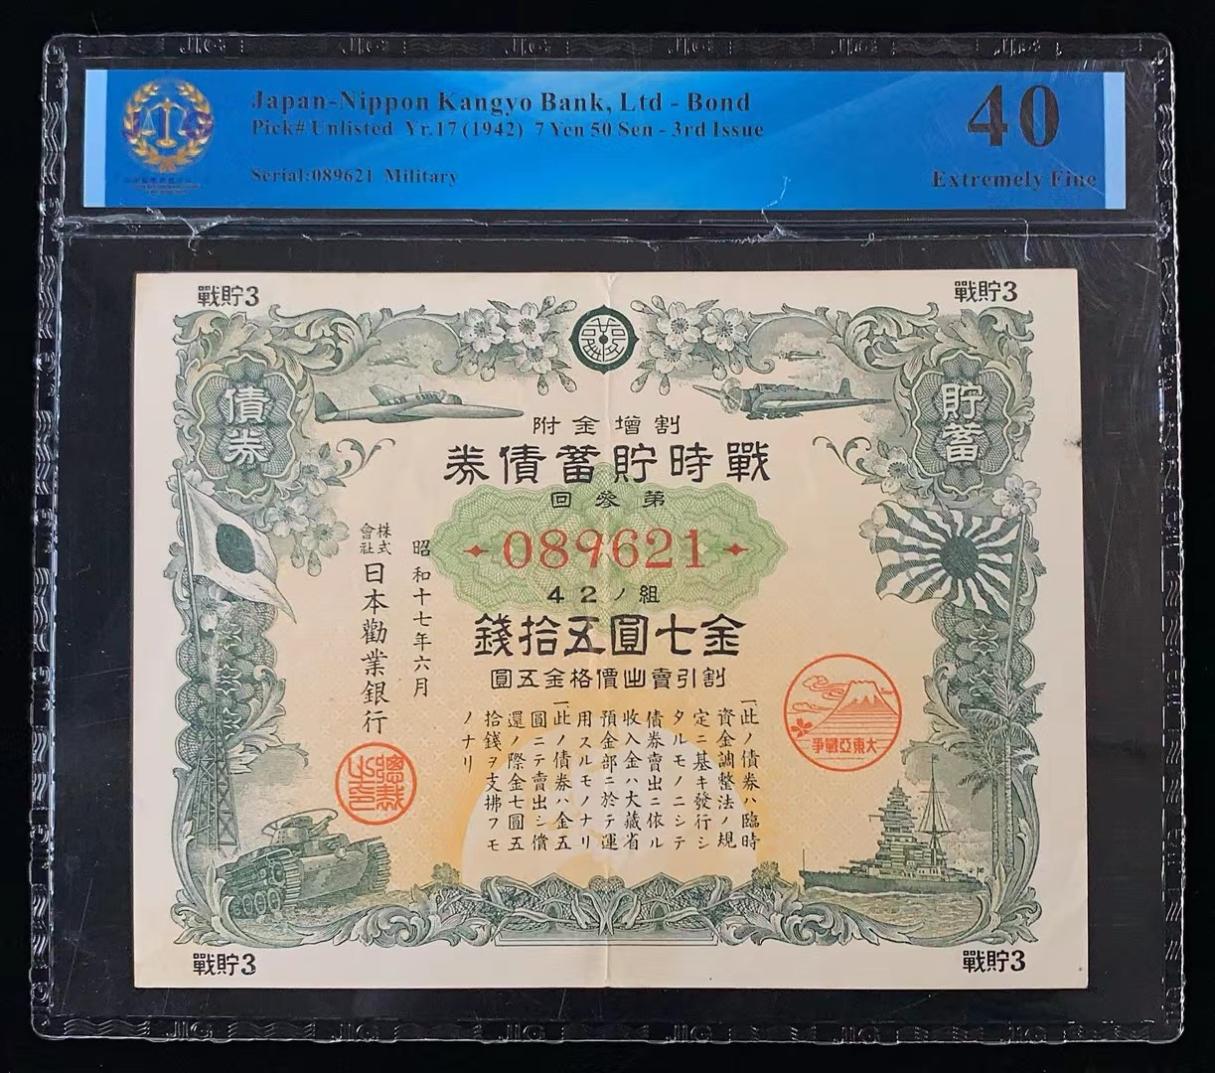 Japan-Nippon Kangyo Bank, Ltd - Bond
Pick# Unlisted Yr.17 (1942) 7 Yen 50 Sen - 3rd Issue
Serial:089621 Military
40
Extremely Fine
戰貯3
戰貯3
貯蓄
債券
割增金附
戰時貯蓄債券
第參回
089621
42ノ組
金七圓五拾錢
割引賣出價格金五圓
大東亞戰爭
一此ノ債券ハ臨時
資金調整法ノ規
定ニ基キ發行シ
タルモノニシテ
債券賣出ニ依ル
收入金ハ大藏省
預金部ニ於テ運
用スルモノナリ
一此ノ債券ハ金五
圓ニテ賣出シ償
還ノ際金七圓五
拾錢ヲ支拂フモ
ノナリ
昭和十七年六月
株式會社日本勸業銀行
總裁之印
戰貯3
戰貯3